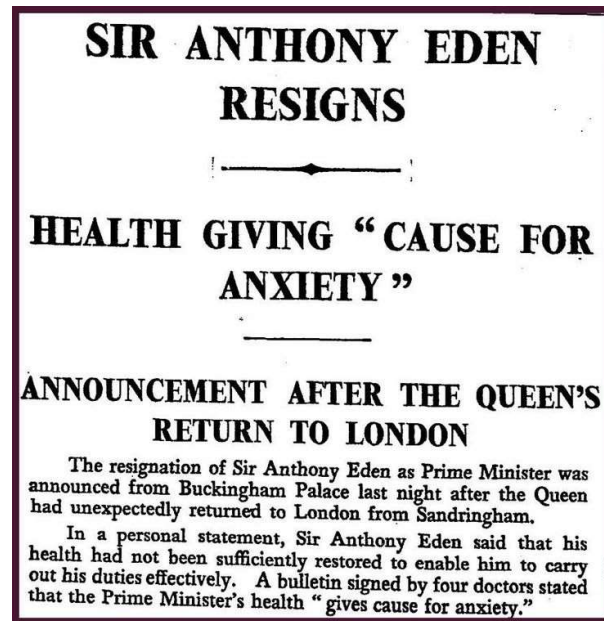 SIR ANTHONY EDEN
RESIGNS
HEALTH GIVING “CAUSE FOR
ANXIETY”
ANNOUNCEMENT AFTER THE QUEEN'S
RETURN TO LONDON
The resignation of Sir Anthony Eden as Prime Minister was
announced from Buckingham Palace last night after the Queen
had unexpectedly returned to London from Sandringham.
In a personal statement, Sir Anthony Eden said that his
health had not been sufficiently restored to enable him to carry
out his duties effectively. A bulletin signed by four doctors stated
that the Prime Minister's health “gives cause for anxiety.”